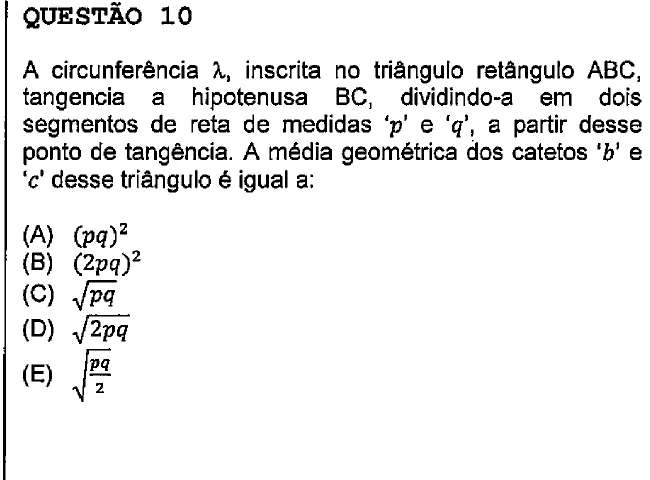 QUESTÃO 10
A circunferência λ, inscrita no triângulo retângulo ABC,
tangencia a hipotenusa BC, dividindo-a em dois
segmentos de reta de medidas ‘p’ e ‘q’, a partir desse
ponto de tangência. A média geométrica dos catetos ‘b’ e
‘c’ desse triângulo é igual a:
(A) (pq)²
(B) (2pq)²
(C) √pq
(D) √2pq
(E) √(pq/2)